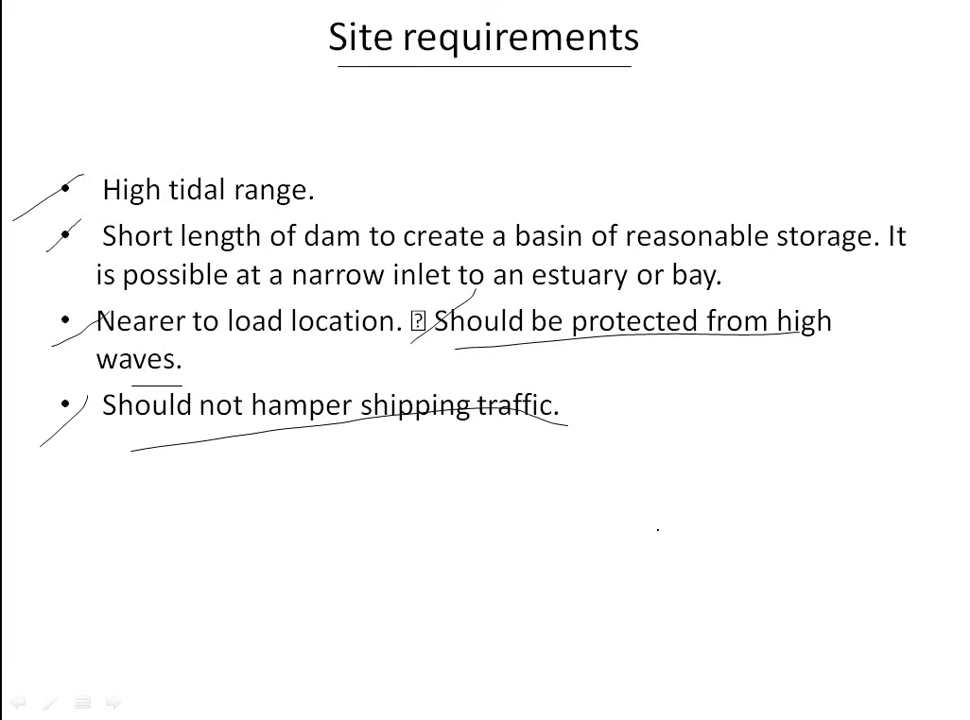 Site requirements
• High tidal range.
• Short length of dam to create a basin of reasonable storage. It
is possible at a narrow inlet to an estuary or bay.
• Nearer to load location. ⍰ Should be protected from high
waves.
• Should not hamper shipping traffic.